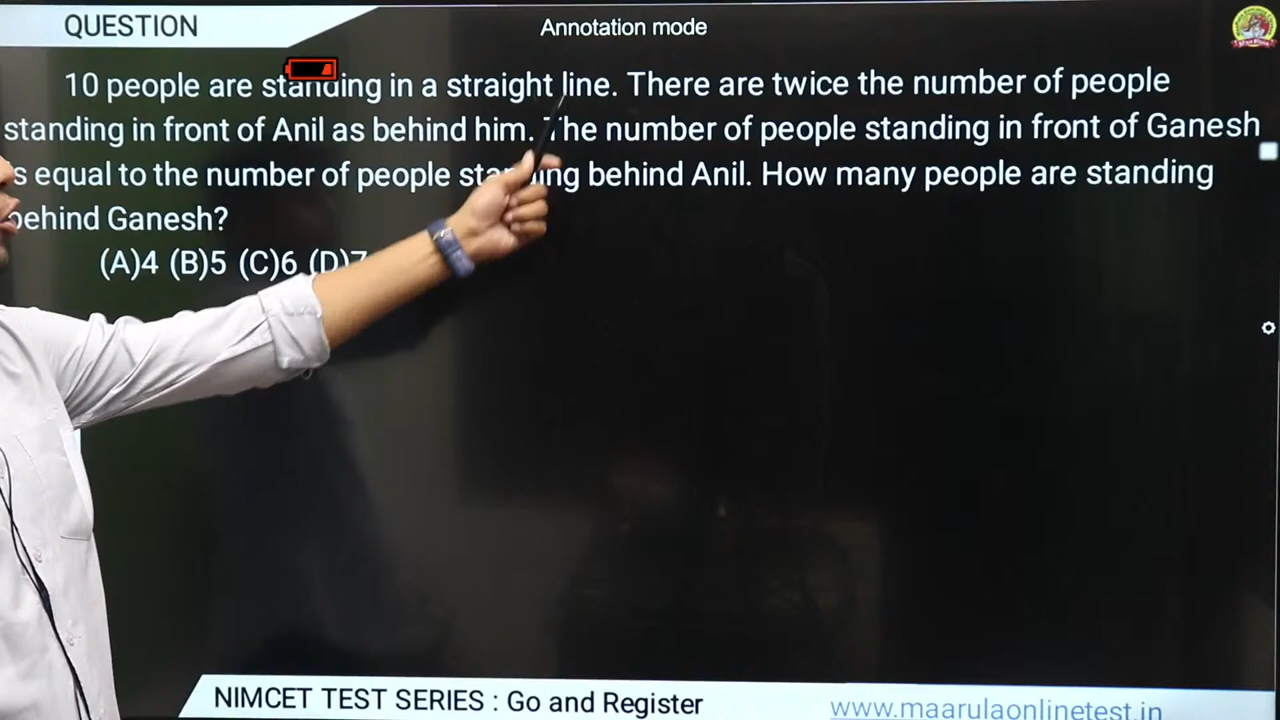 QUESTION
Annotation mode
10 people are standing in a straight line. There are twice the number of people
standing in front of Anil as behind him. The number of people standing in front of Ganesh
s equal to the number of people standing behind Anil. How many people are standing
behind Ganesh?
(A)4 (B)5 (C)6 (D)7
NIMCET TEST SERIES : Go and Register
www.maarulaonlinetest.in